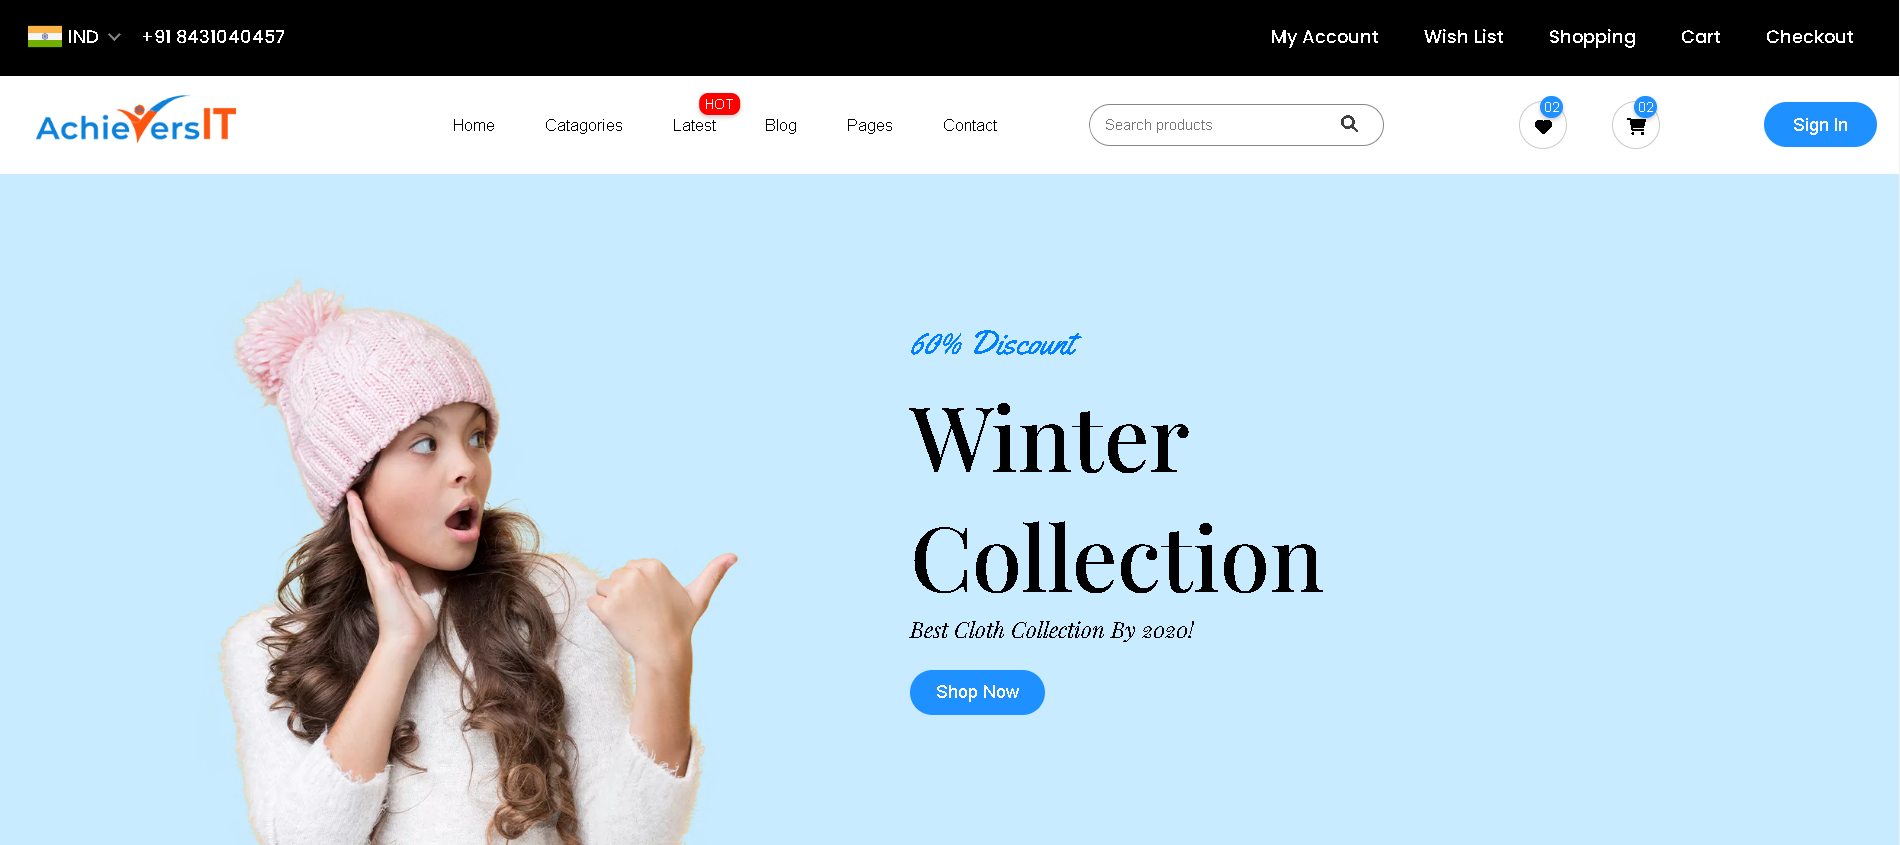 IND +91 8431040457 My Account Wish List Shopping Cart Checkout
AchieversIT
Home Catagories Latest HOT Blog Pages Contact Search products 02 02 Sign In
60% Discount
Winter
Collection
Best Cloth Collection By 2020!
Shop Now